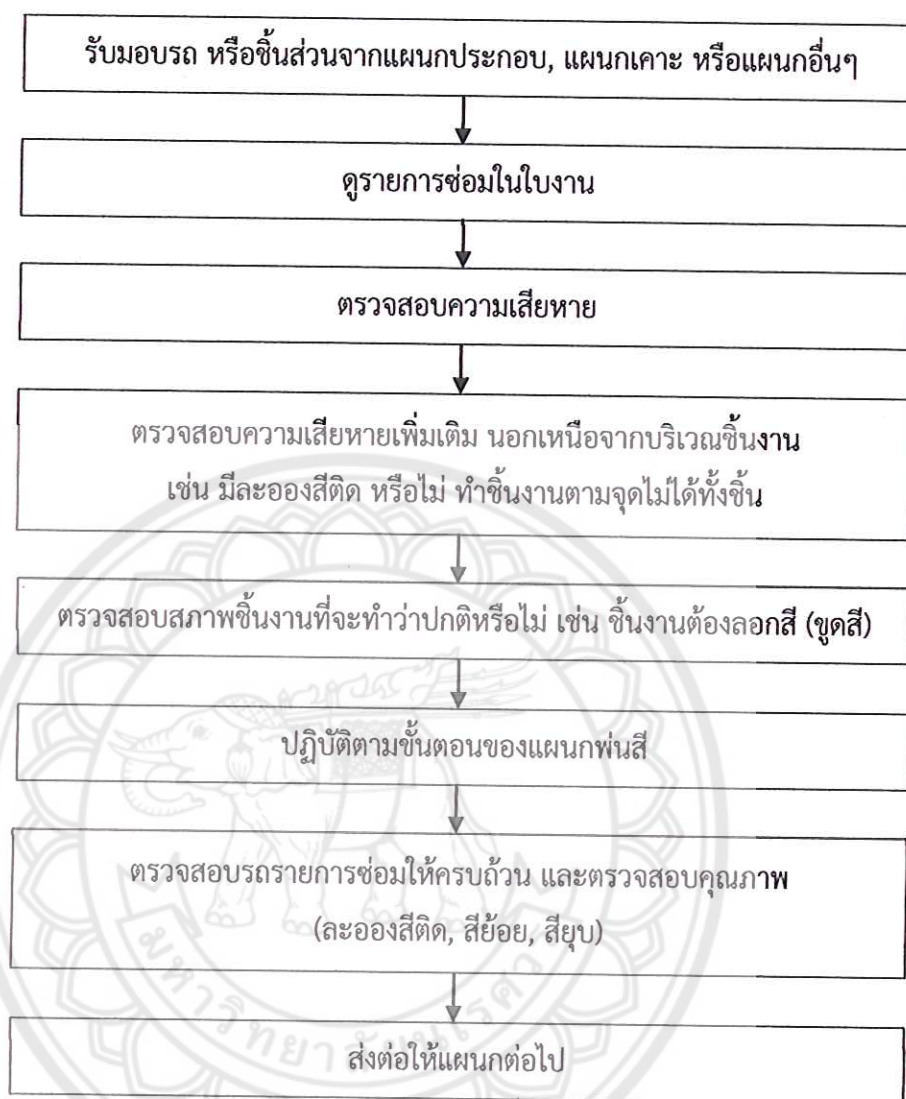 รับมอบรถ หรือชิ้นส่วนจากแผนกประกอบ, แผนกเคาะ หรือแผนกอื่นๆ
ดูรายการซ่อมในใบงาน
ตรวจสอบความเสียหาย
ตรวจสอบความเสียหายเพิ่มเติม นอกเหนือจากบริเวณชิ้นงาน
เช่น มีละอองสีติด หรือไม่ ทำชิ้นงานตามจุดไม่ได้ทั้งชิ้น
ตรวจสอบสภาพชิ้นงานที่จะทำว่าปกติหรือไม่ เช่น ชิ้นงานต้องลอกสี (ขูดสี)
ปฏิบัติตามขั้นตอนของแผนกพ่นสี
ตรวจสอบรถรายการซ่อมให้ครบถ้วน และตรวจสอบคุณภาพ
(ละอองสีติด, สีย้อย, สียุบ)
ส่งต่อให้แผนกต่อไป
มหาวิทยาลัยนเรศวร